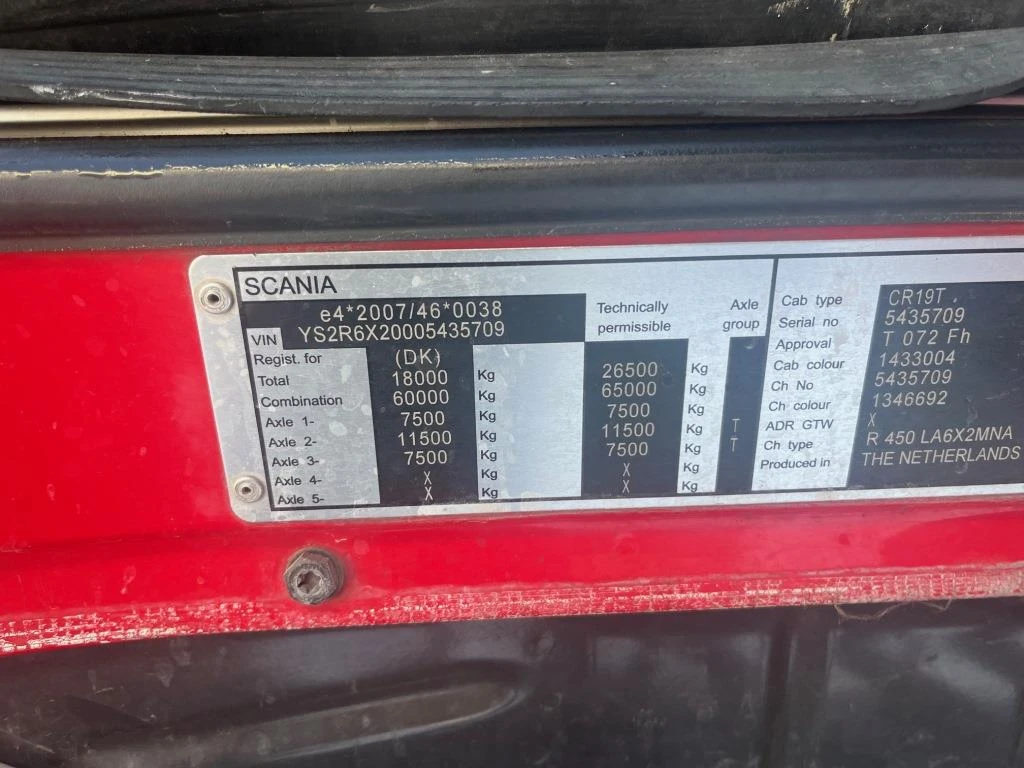 SCANIA
e4*2007/46*0038
VIN YS2R6X20005435709
Technically permissible
Axle group
Regist. for (DK)
Total 18000 Kg 26500 Kg
Combination 60000 Kg 65000 Kg
Axle 1- 7500 Kg 7500 Kg
Axle 2- 11500 Kg 11500 Kg T
Axle 3- 7500 Kg 7500 Kg T
Axle 4- X Kg X Kg
Axle 5- X Kg X Kg
Cab type CR19T
Serial no 5435709
Approval T 072 Fh
Cab colour 1433004
Ch No 5435709
Ch colour 1346692
ADR GTW X
Ch type R 450 LA6X2MNA
Produced in THE NETHERLANDS